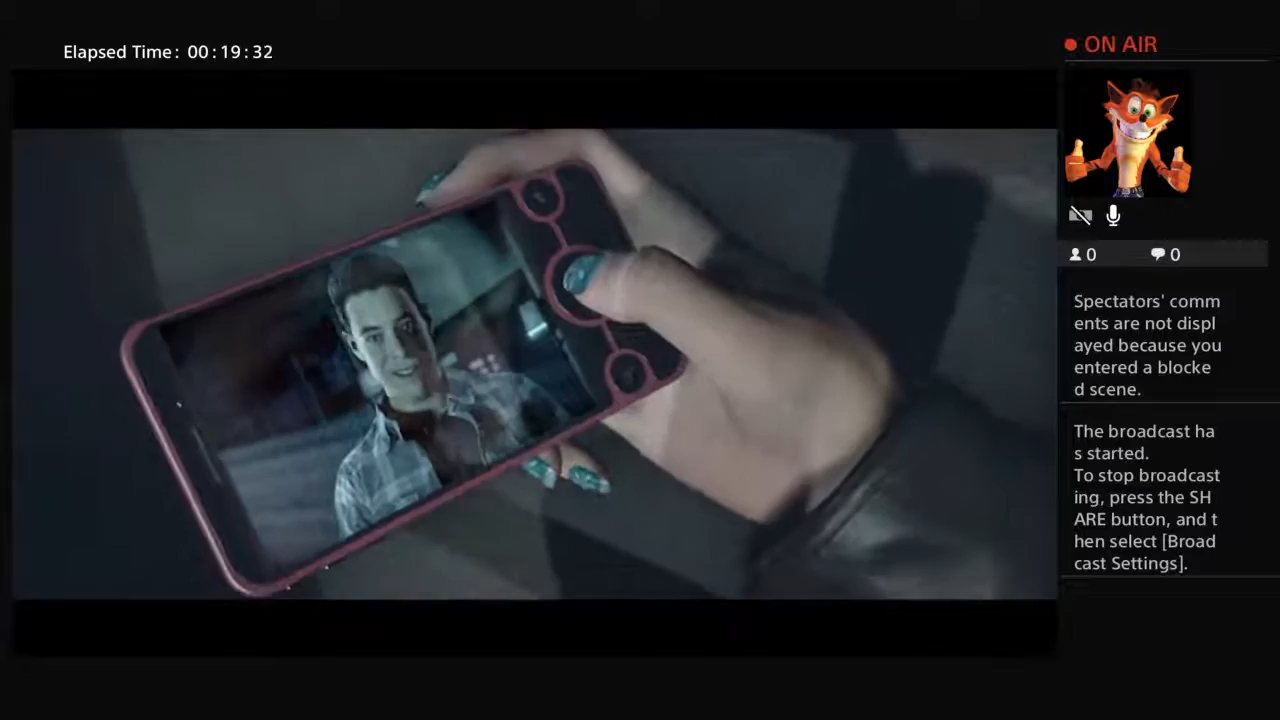 Elapsed Time: 00:19:32
ON AIR
0 0
Spectators' comm
ents are not displ
ayed because you
entered a blocke
d scene.
The broadcast ha
s started.
To stop broadcast
ing, press the SH
ARE button, and t
hen select [Broad
cast Settings].